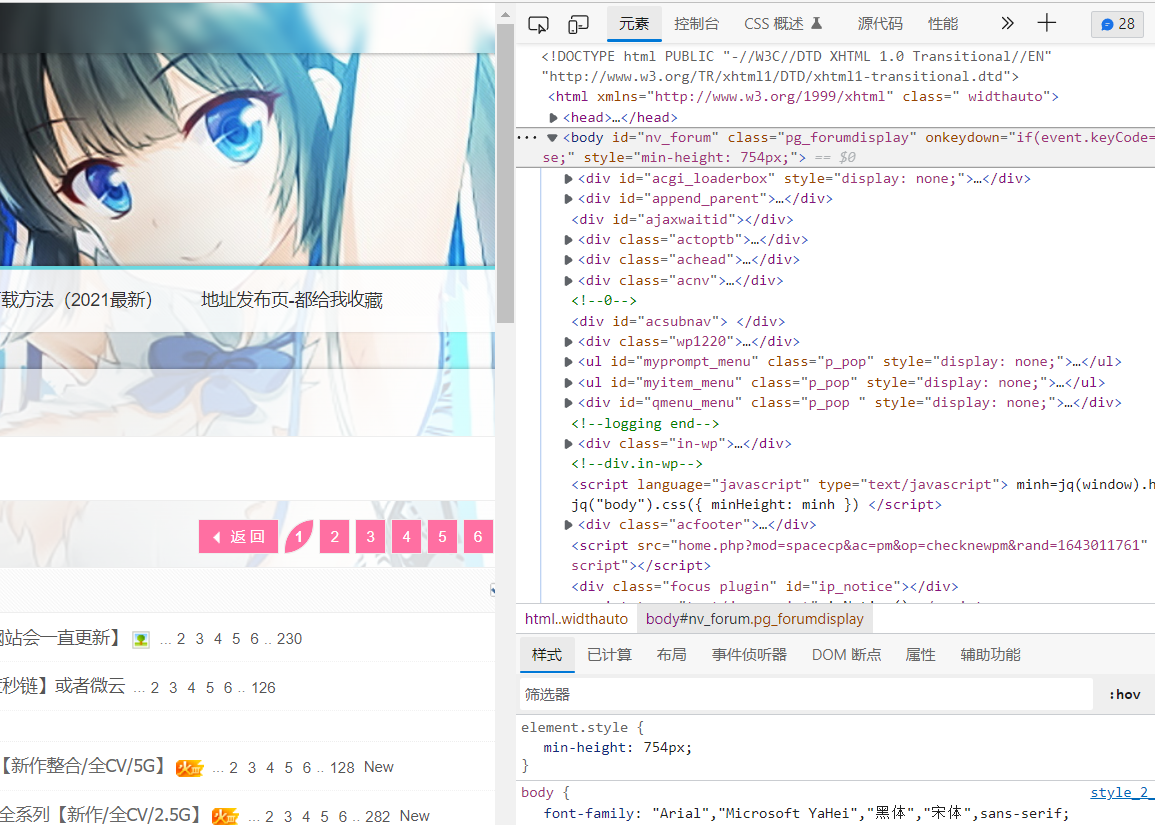 元素 控制台 CSS 概述 源代码 性能 28
<!DOCTYPE html PUBLIC "-//W3C//DTD XHTML 1.0 Transitional//EN"
"http://www.w3.org/TR/xhtml1/DTD/xhtml1-transitional.dtd">
<html xmlns="http://www.w3.org/1999/xhtml" class=" widthauto">
<head>…</head>
<body id="nv_forum" class="pg_forumdisplay" onkeydown="if(event.keyCode=
se;" style="min-height: 754px;"> == $0
<div id="acgi_loaderbox" style="display: none;">…</div>
<div id="append_parent">…</div>
<div id="ajaxwaitid"></div>
<div class="actoptb">…</div>
<div class="achead">…</div>
<div class="acnv">…</div>
<!--0-->
<div id="acsubnav"> </div>
<div class="wp1220">…</div>
<ul id="myprompt_menu" class="p_pop" style="display: none;">…</ul>
<ul id="myitem_menu" class="p_pop" style="display: none;">…</ul>
<div id="qmenu_menu" class="p_pop " style="display: none;">…</div>
<!--logging end-->
<div class="in-wp">…</div>
<!--div.in-wp-->
<script language="javascript" type="text/javascript"> minh=jq(window).h
jq("body").css({ minHeight: minh }) </script>
<div class="acfooter">…</div>
<script src="home.php?mod=spacecp&ac=pm&op=checknewpm&rand=1643011761"
script"></script>
<div class="focus plugin" id="ip_notice"></div>
html..widthauto body#nv_forum.pg_forumdisplay
样式 已计算 布局 事件侦听器 DOM 断点 属性 辅助功能
筛选器 :hov
element.style {
min-height: 754px;
}
body { style_2_
font-family: "Arial","Microsoft YaHei","黑体","宋体",sans-serif;
载方法（2021最新） 地址发布页-都给我收藏
返回 1 2 3 4 5 6
网站会一直更新】 ... 2 3 4 5 6 .. 230
秒链】或者微云 ... 2 3 4 5 6 .. 126
【新作整合/全CV/5G】 火 ... 2 3 4 5 6 .. 128 New
全系列【新作/全CV/2.5G】 火 ... 2 3 4 5 6 .. 282 New